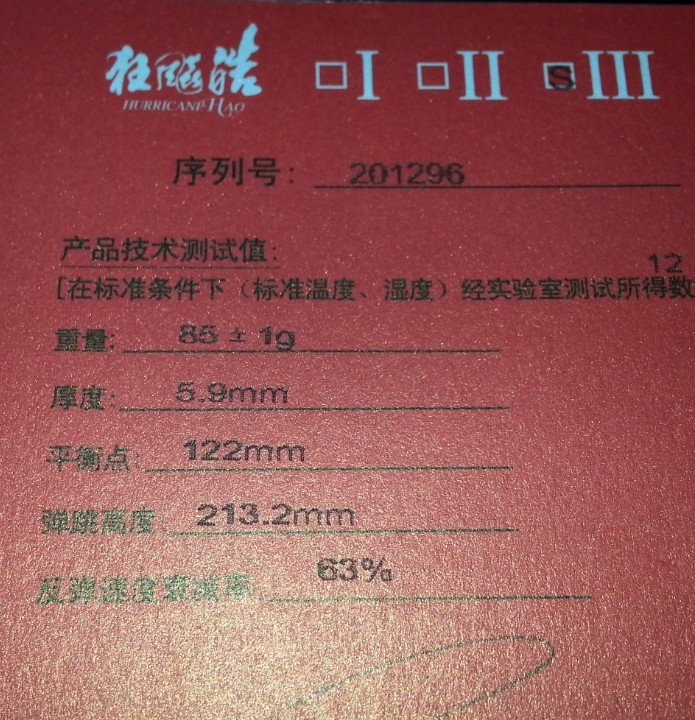 狂飚皓 □I □II □SIII
HURRICANE HAO
序列号: 201296
产品技术测试值:
12
[在标准条件下（标准温度、湿度）经实验室测试所得数
重量: 85 ± 1g
厚度: 5.9mm
平衡点: 122mm
弹跳高度: 213.2mm
反弹速度衰减率: 63%